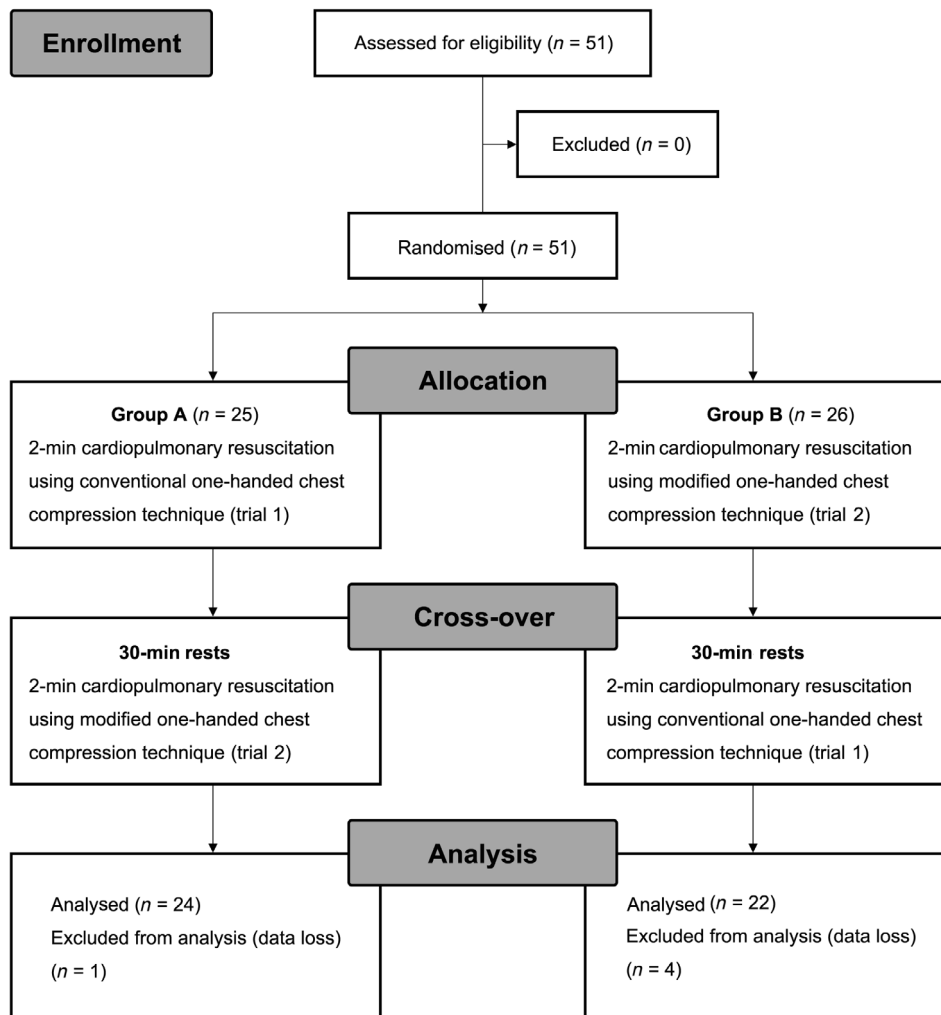 Enrollment
Assessed for eligibility (n = 51)
Excluded (n = 0)
Randomised (n = 51)
Allocation
Group A (n = 25)
2-min cardiopulmonary resuscitation
using conventional one-handed chest
compression technique (trial 1)
Group B (n = 26)
2-min cardiopulmonary resuscitation
using modified one-handed chest
compression technique (trial 2)
Cross-over
30-min rests
2-min cardiopulmonary resuscitation
using modified one-handed chest
compression technique (trial 2)
30-min rests
2-min cardiopulmonary resuscitation
using conventional one-handed chest
compression technique (trial 1)
Analysis
Analysed (n = 24)
Excluded from analysis (data loss)
(n = 1)
Analysed (n = 22)
Excluded from analysis (data loss)
(n = 4)